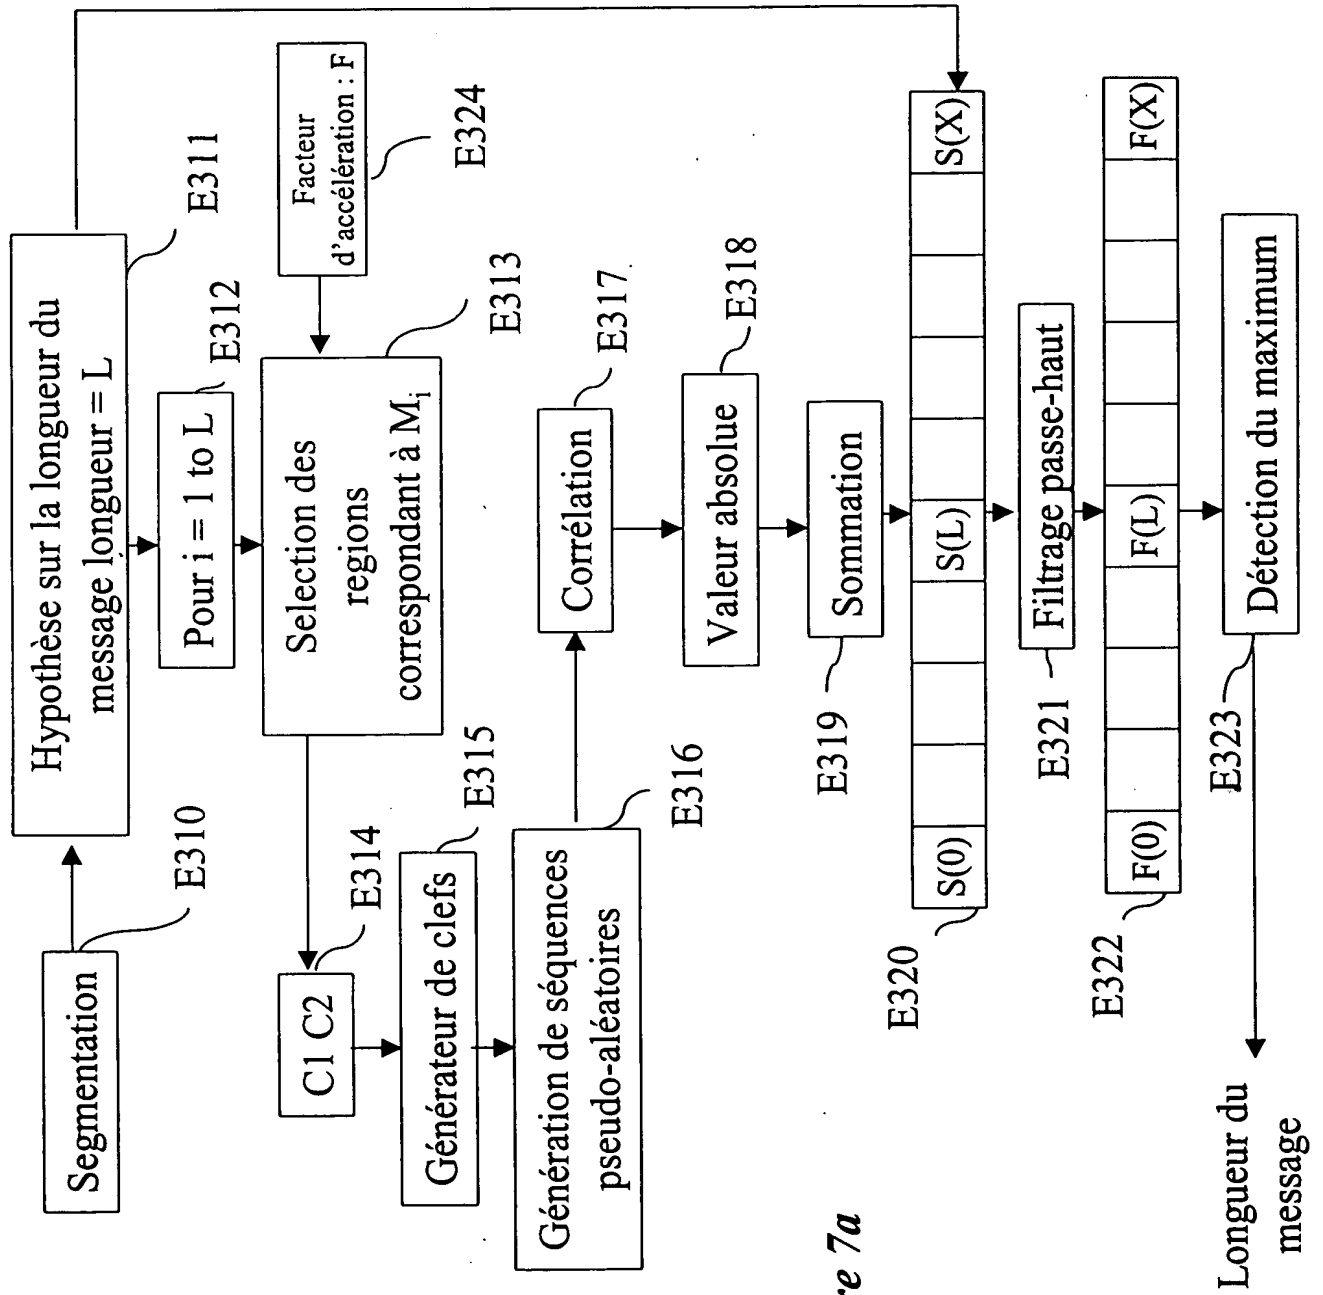 Segmentation
E310
Hypothèse sur la longueur du
message longueur = L
E311
Pour i = 1 to L
E312
Facteur
d'accélération : F
E324
Selection des
regions
correspondant à Mi
E313
C1 C2
E314
Générateur de clefs
E315
Génération de séquences
pseudo-aléatoires
E316
Corrélation
E317
Valeur absolue
E318
Sommation
E319
S(0) S(L) S(X)
E320
Filtrage passe-haut
E321
F(0) F(L) F(X)
E322
Détection du maximum
E323
Longueur du
message
7a